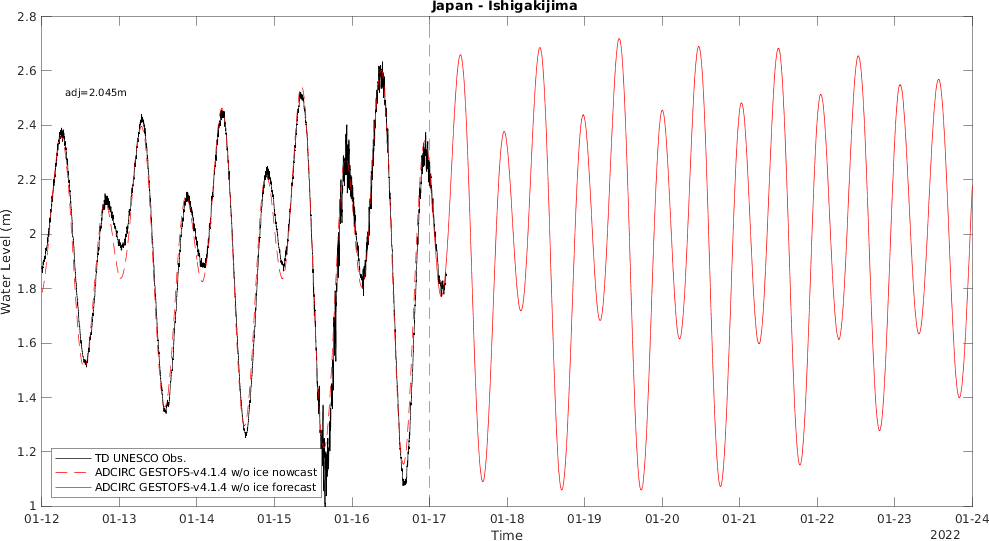 Japan - Ishigakijima
2.8
2.6
adj=2.045m
2.4
2.2
2
1.8
1.6
1.4
1.2
1
Water Level (m)
TD UNESCO Obs.
ADCIRC GESTOFS-v4.1.4 w/o ice nowcast
ADCIRC GESTOFS-v4.1.4 w/o ice forecast
01-12 01-13 01-14 01-15 01-16 01-17 01-18 01-19 01-20 01-21 01-22 01-23 01-24
Time
2022